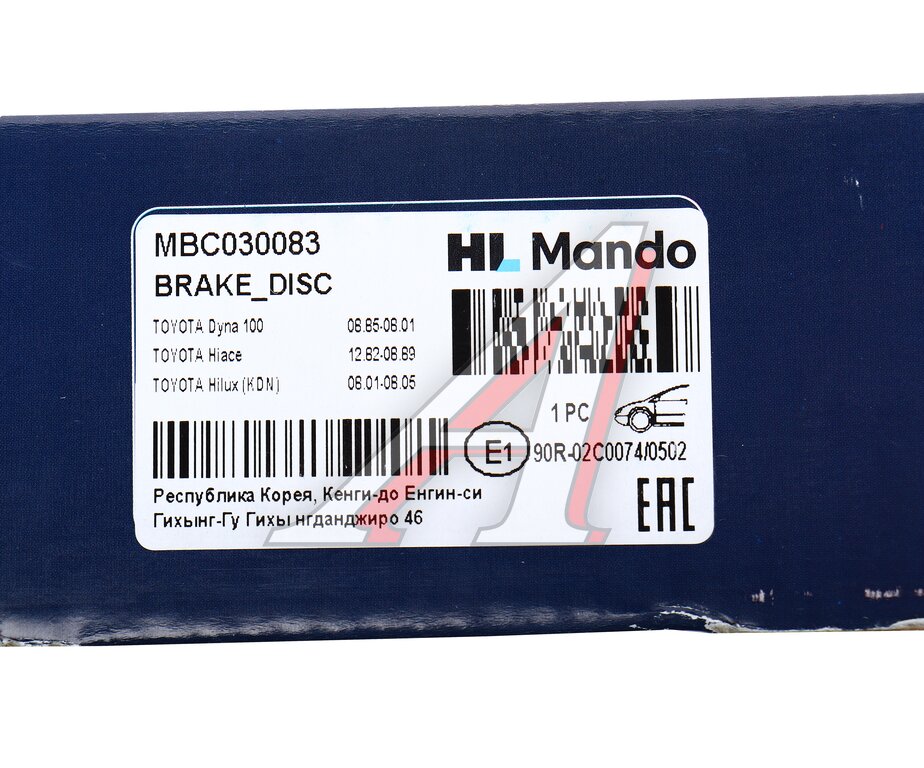 MBC030083
BRAKE_DISC
HL Mando
TOYOTA Dyna 100 08.85-08.01
TOYOTA Hiace 12.82-08.89
TOYOTA Hilux (KDN) 08.01-08.05
1 PC
E1 90R-02C0074/0502
Республика Корея, Кенги-до Енгин-си
Гихынг-Гу Гихы нгданджиро 46
EAC